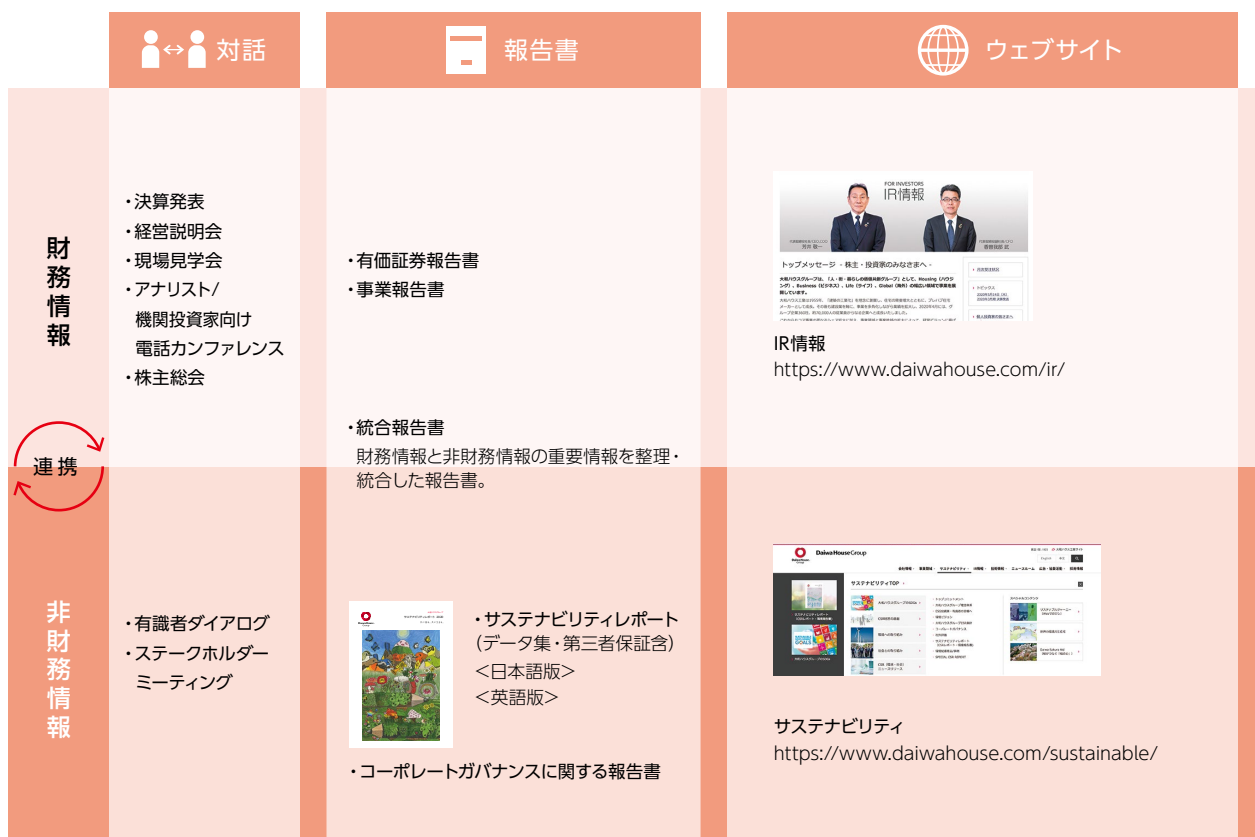 対話
報告書
ウェブサイト
財務情報
・決算発表
・経営説明会
・現場見学会
・アナリスト/
機関投資家向け
電話カンファレンス
・株主総会
・有価証券報告書
・事業報告書
FOR INVESTORS
IR情報
トップメッセージ - 株主・投資家のみなさまへ -
IR情報
https://www.daiwahouse.com/ir/
・統合報告書
財務情報と非財務情報の重要情報を整理・
統合した報告書。
連携
非財務情報
・有識者ダイアログ
・ステークホルダー
ミーティング
・サステナビリティレポート
(データ集・第三者保証含)
<日本語版>
<英語版>
・コーポレートガバナンスに関する報告書
Daiwa House Group
サステナビリティTOP
サステナビリティ
https://www.daiwahouse.com/sustainable/